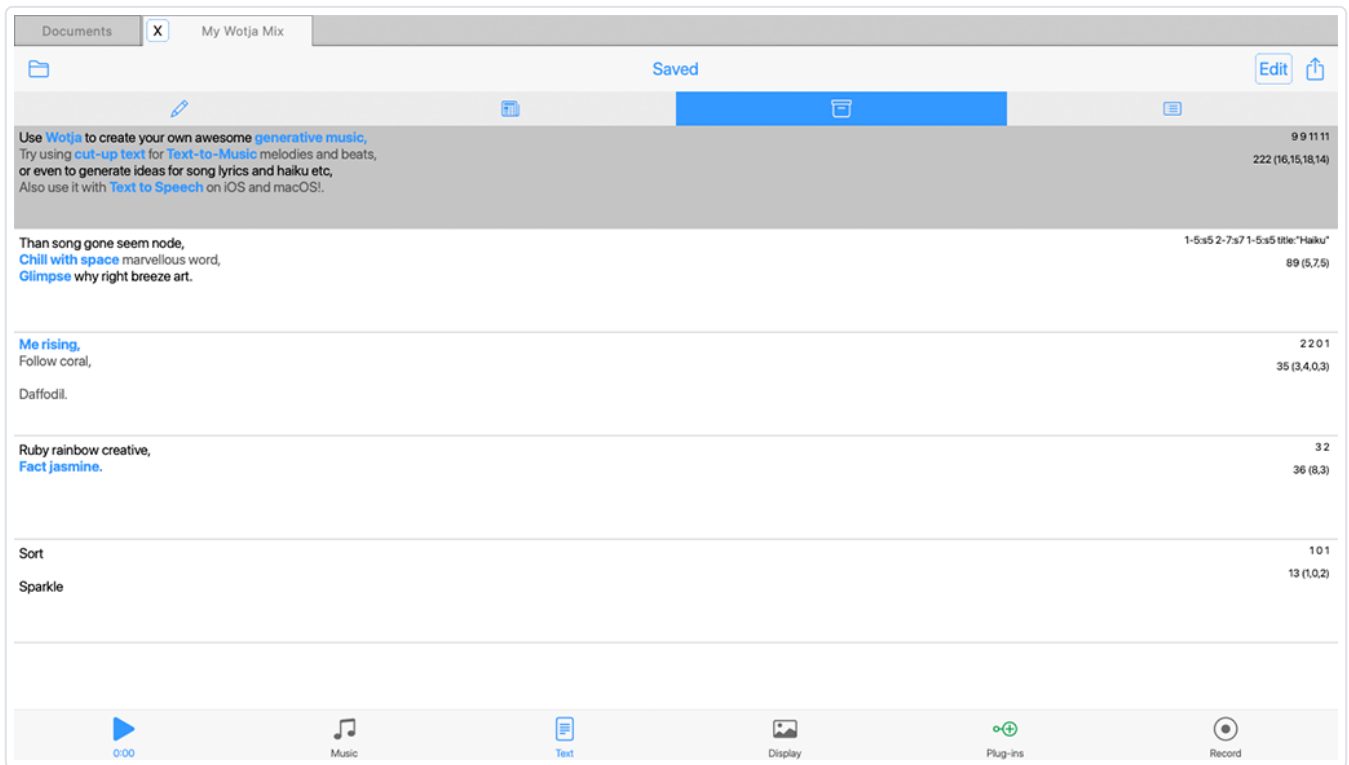 Documents
X
My Wotja Mix
Saved
Edit
Use Wotja to create your own awesome generative music,
9 9 11 11
Try using cut-up text for Text-to-Music melodies and beats,
222 (16,15,18,14)
or even to generate ideas for song lyrics and haiku etc,
Also use it with Text to Speech on iOS and macOS!.
Than song gone seem node,
1-5:s5 2-7:s7 1-5:s5 title:"Haiku"
Chill with space marvellous word,
89 (5,7,5)
Glimpse why right breeze art.
Me rising,
2 2 0 1
Follow coral,
35 (3,4,0,3)
Daffodil.
Ruby rainbow creative,
3 2
Fact jasmine.
36 (8,3)
Sort
1 0 1
13 (1,0,2)
Sparkle
0:00
Music
Text
Display
Plug-ins
Record